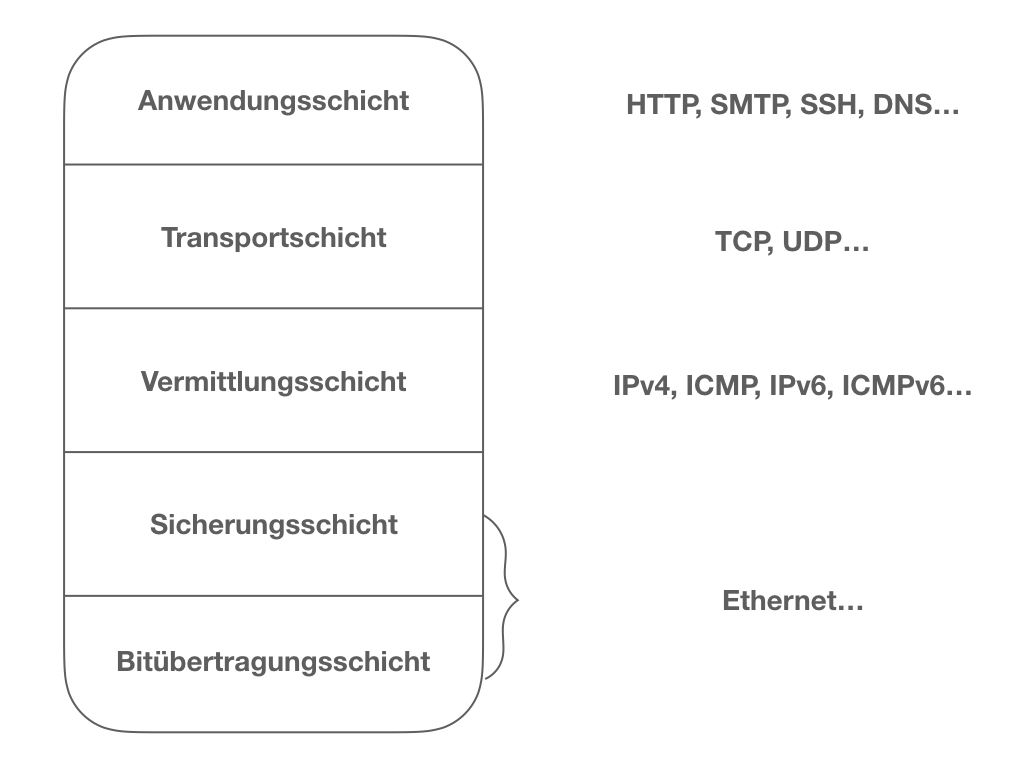 Anwendungsschicht
HTTP, SMTP, SSH, DNS…
Transportschicht
TCP, UDP…
Vermittlungsschicht
IPv4, ICMP, IPv6, ICMPv6…
Sicherungsschicht
Ethernet…
Bitübertragungsschicht